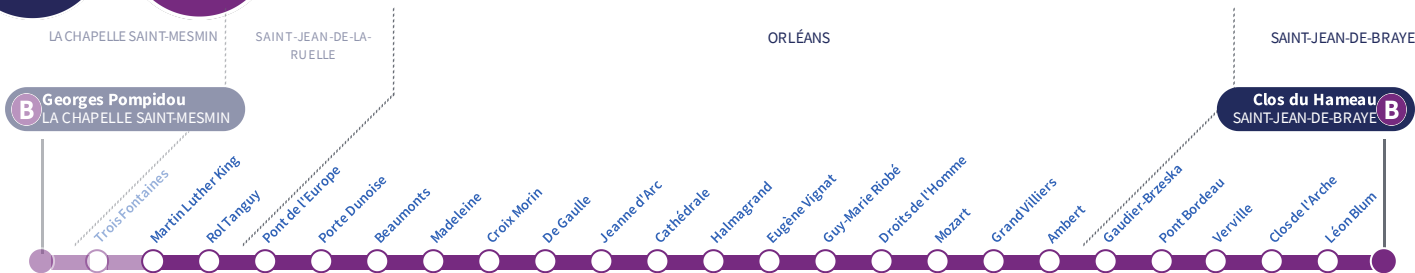 LA CHAPELLE SAINT-MESMIN
SAINT-JEAN-DE-LA-
RUELLE
ORLÉANS
SAINT-JEAN-DE-BRAYE
B
Georges Pompidou
LA CHAPELLE SAINT-MESMIN
Clos du Hameau
SAINT-JEAN-DE-BRAYE
B
Trois Fontaines
Martin Luther King
Rol Tanguy
Pont de l'Europe
Porte Dunoise
Beaumonts
Madeleine
Croix Morin
De Gaulle
Jeanne d'Arc
Cathédrale
Halmagrand
Eugène Vignat
Guy-Marie Riobé
Droits de l'Homme
Mozart
Grand Villiers
Ambert
Gaudier-Brzeska
Pont Bordeau
Verville
Clos de l'Arche
Léon Blum